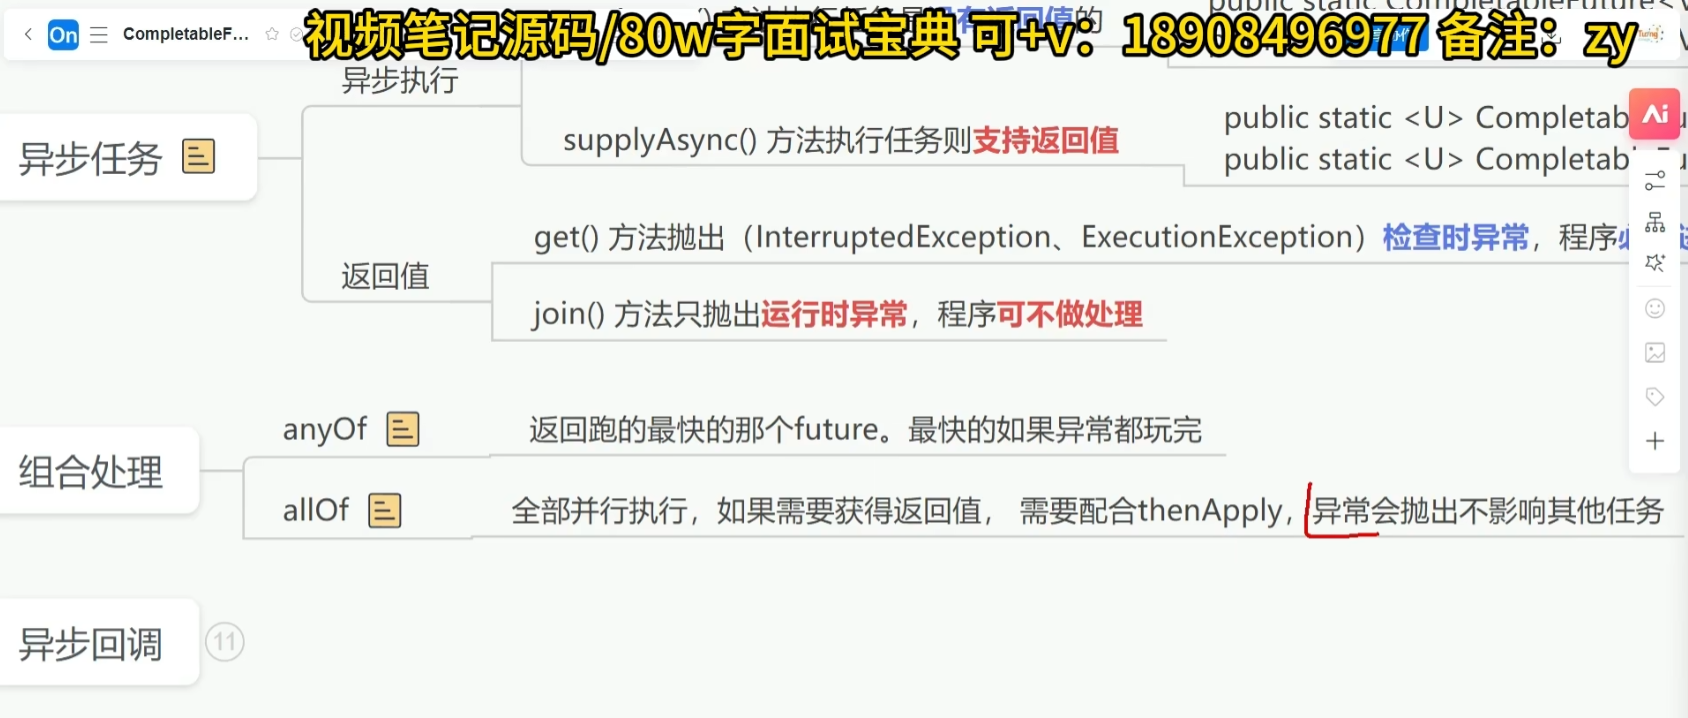 CompletableF...
视频笔记源码/80w字面试宝典 可+v：18908496977 备注：zy
异步执行
supplyAsync() 方法执行任务则支持返回值
public static <U> Completab
public static <U> Completab
异步任务
返回值
get() 方法抛出（InterruptedException、ExecutionException）检查时异常，程序
join() 方法只抛出运行时异常，程序可不做处理
组合处理
anyOf
返回跑的最快的那个future。最快的如果异常都玩完
allOf
全部并行执行，如果需要获得返回值， 需要配合thenApply，异常会抛出不影响其他任务
异步回调
11
On
Ai